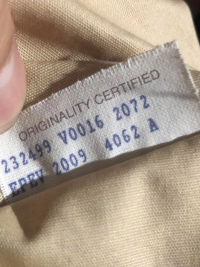 ORIGINALITY CERTIFIED
232499 V0016 2072
EPEV 2009 4062 A